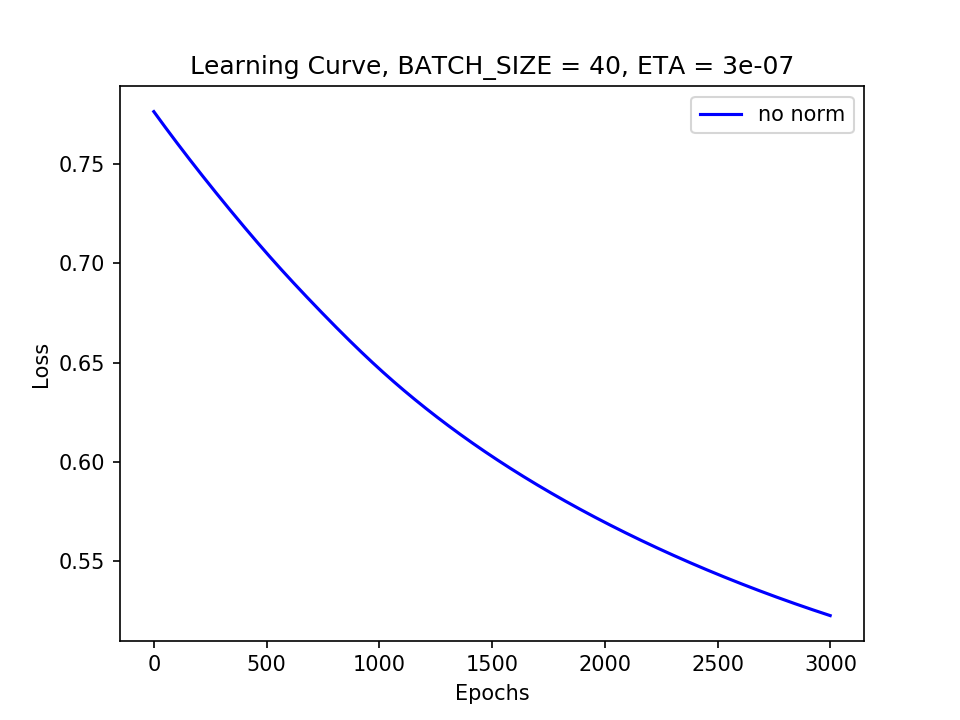 Learning Curve, BATCH_SIZE = 40, ETA = 3e-07
no norm
0.75
0.70
0.65
0.60
0.55
Loss
0 500 1000 1500 2000 2500 3000
Epochs